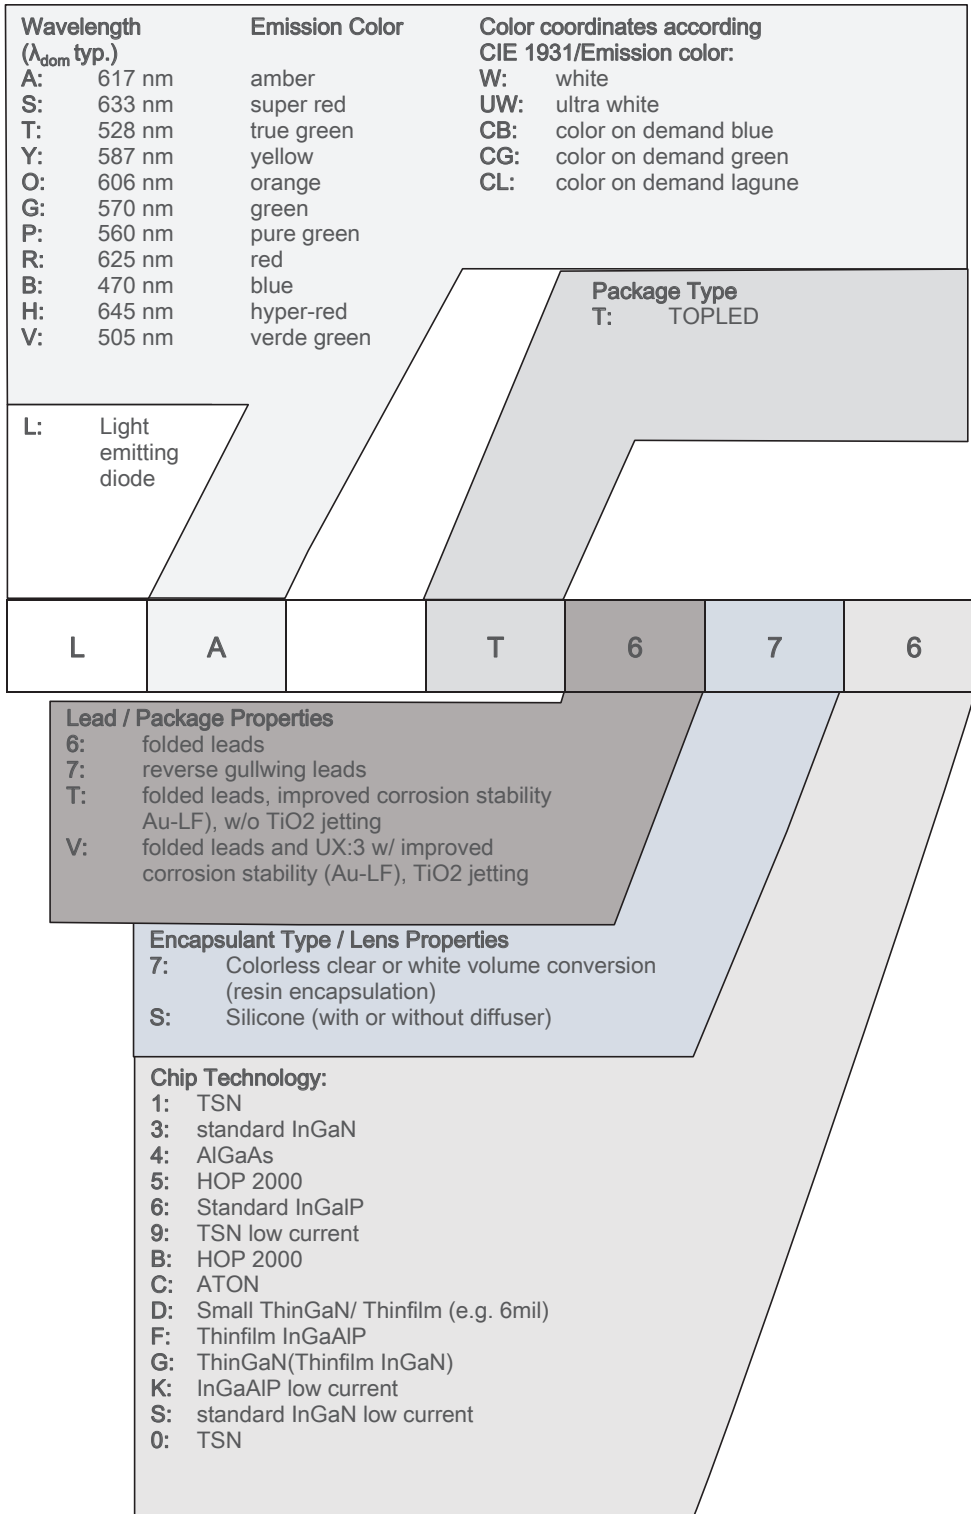 Wavelength Emission Color
(λdom typ.)
A: 617 nm amber
S: 633 nm super red
T: 528 nm true green
Y: 587 nm yellow
O: 606 nm orange
G: 570 nm green
P: 560 nm pure green
R: 625 nm red
B: 470 nm blue
H: 645 nm hyper-red
V: 505 nm verde green
Color coordinates according
CIE 1931/Emission color:
W: white
UW: ultra white
CB: color on demand blue
CG: color on demand green
CL: color on demand lagune
Package Type
T: TOPLED
L: Light
emitting
diode
L A T 6 7 6
Lead / Package Properties
6: folded leads
7: reverse gullwing leads
T: folded leads, improved corrosion stability
Au-LF), w/o TiO2 jetting
V: folded leads and UX:3 w/ improved
corrosion stability (Au-LF), TiO2 jetting
Encapsulant Type / Lens Properties
7: Colorless clear or white volume conversion
(resin encapsulation)
S: Silicone (with or without diffuser)
Chip Technology:
1: TSN
3: standard InGaN
4: AlGaAs
5: HOP 2000
6: Standard InGalP
9: TSN low current
B: HOP 2000
C: ATON
D: Small ThinGaN/ Thinfilm (e.g. 6mil)
F: Thinfilm InGaAlP
G: ThinGaN(Thinfilm InGaN)
K: InGaAlP low current
S: standard InGaN low current
0: TSN